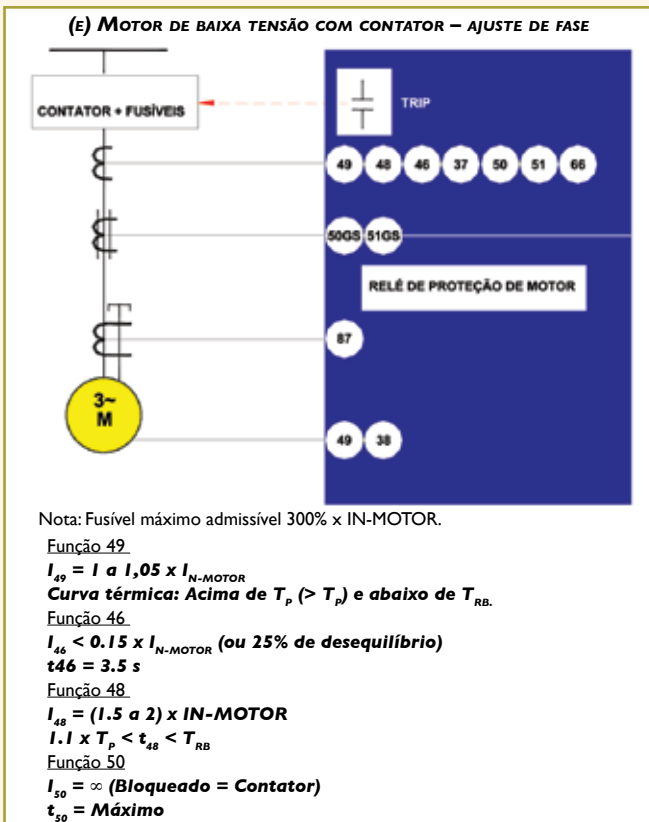 (E) MOTOR DE BAIXA TENSÃO COM CONTATOR – AJUSTE DE FASE
CONTATOR + FUSÍVEIS
TRIP
49 48 46 37 50 51 66
50GS 51GS
RELÉ DE PROTEÇÃO DE MOTOR
87
3~
M
49 38
Nota: Fusível máximo admissível 300% x IN-MOTOR.
Função 49
I49 = 1 a 1,05 x IN-MOTOR
Curva térmica: Acima de TP (> TP) e abaixo de TRB.
Função 46
I46 < 0.15 x IN-MOTOR (ou 25% de desequilíbrio)
t46 = 3.5 s
Função 48
I48 = (1.5 a 2) x IN-MOTOR
1.1 x TP < t48 < TRB
Função 50
I50 = ∞ (Bloqueado = Contator)
t50 = Máximo